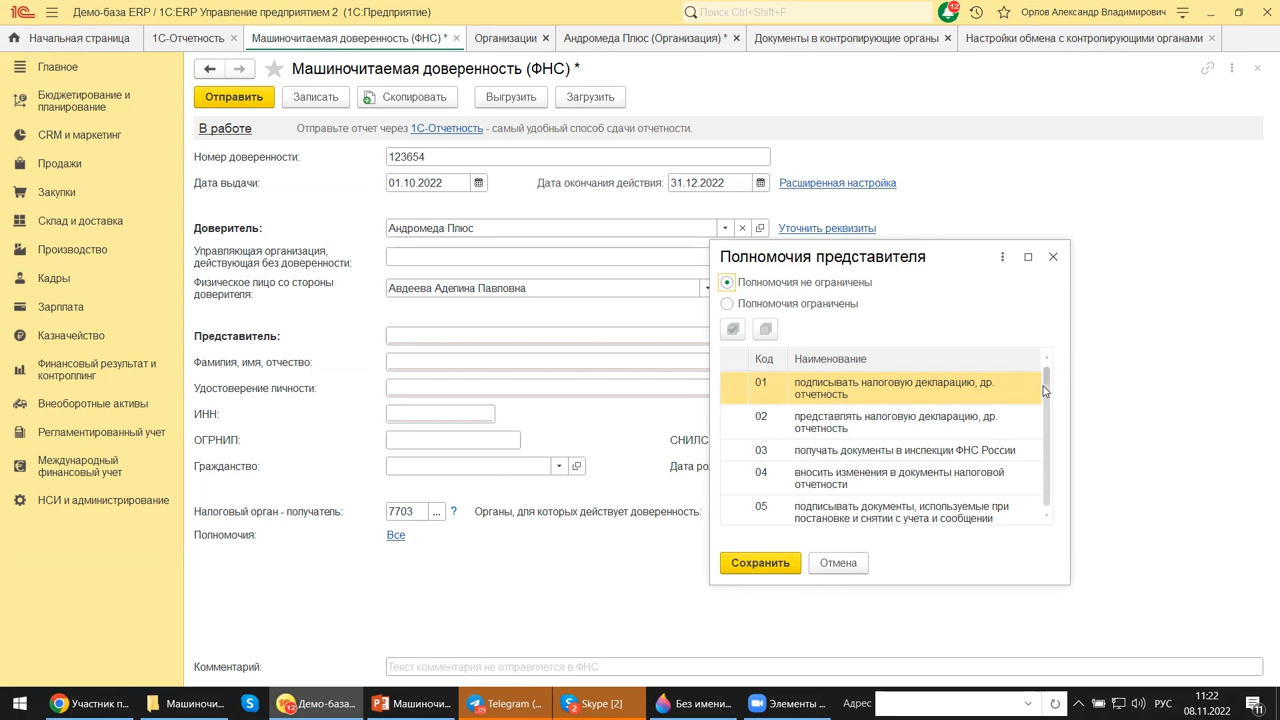 Демо-база ERP / 1С:ERP Управление предприятием 2 (1С:Предприятие)
Поиск Ctrl+Shift+F
12
Орлов Александр Владимирович
Начальная страница
1С-Отчетность
Машиночитаемая доверенность (ФНС) *
Организации
Андромеда Плюс (Организация) *
Документы в контролирующие органы
Настройки обмена с контролирующими органами
Главное
Бюджетирование и
планирование
CRM и маркетинг
Продажи
Закупки
Склад и доставка
Производство
Кадры
Зарплата
Казначейство
Финансовый результат и
контроллинг
Внеоборотные активы
Регламентированный учет
Международный
финансовый учет
НСИ и администрирование
Машиночитаемая доверенность (ФНС) *
Отправить
Записать
Скопировать
Выгрузить
Загрузить
В работе
Отправьте отчет через 1С-Отчетность - самый удобный способ сдачи отчетности.
Номер доверенности:
123654
Дата выдачи:
01.10.2022
Дата окончания действия:
31.12.2022
Расширенная настройка
Доверитель:
Андромеда Плюс
Уточнить реквизиты
Управляющая организация,
действующая без доверенности:
Физическое лицо со стороны
доверителя:
Авдеева Аделина Павловна
Представитель:
Фамилия, имя, отчество:
Удостоверение личности:
ИНН:
ОГРНИП:
СНИЛС
Гражданство:
Дата ро
Налоговый орган - получатель:
7703
...
?
Органы, для которых действует доверенность:
Полномочия:
Все
Комментарий:
Текст комментария не отправляется в ФНС
Полномочия представителя
Полномочия не ограничены
Полномочия ограничены
Код
Наименование
01
подписывать налоговую декларацию, др.
отчетность
02
представлять налоговую декларацию, др.
отчетность
03
получать документы в инспекции ФНС России
04
вносить изменения в документы налоговой
отчетности
05
подписывать документы, используемые при
постановке и снятии с учета и сообщении
Сохранить
Отмена
Участник п...
Машиноч...
Демо-база...
Машиночи...
Telegram (...
Skype [2]
Без имени...
Элементы ...
Адрес
РУС
11:22
08.11.2022
11